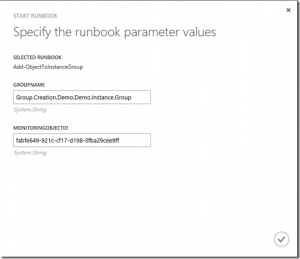 START RUNBOOK
Specify the runbook parameter values
SELECTED RUNBOOK
Add-ObjectToInstanceGroup
GROUPNAME
Group.Creation.Demo.Demo.Instance.Group
System.String
MONITORINGOBJECTID
fabfe649-921c-cf17-d198-0fba29cee9ff
System.String